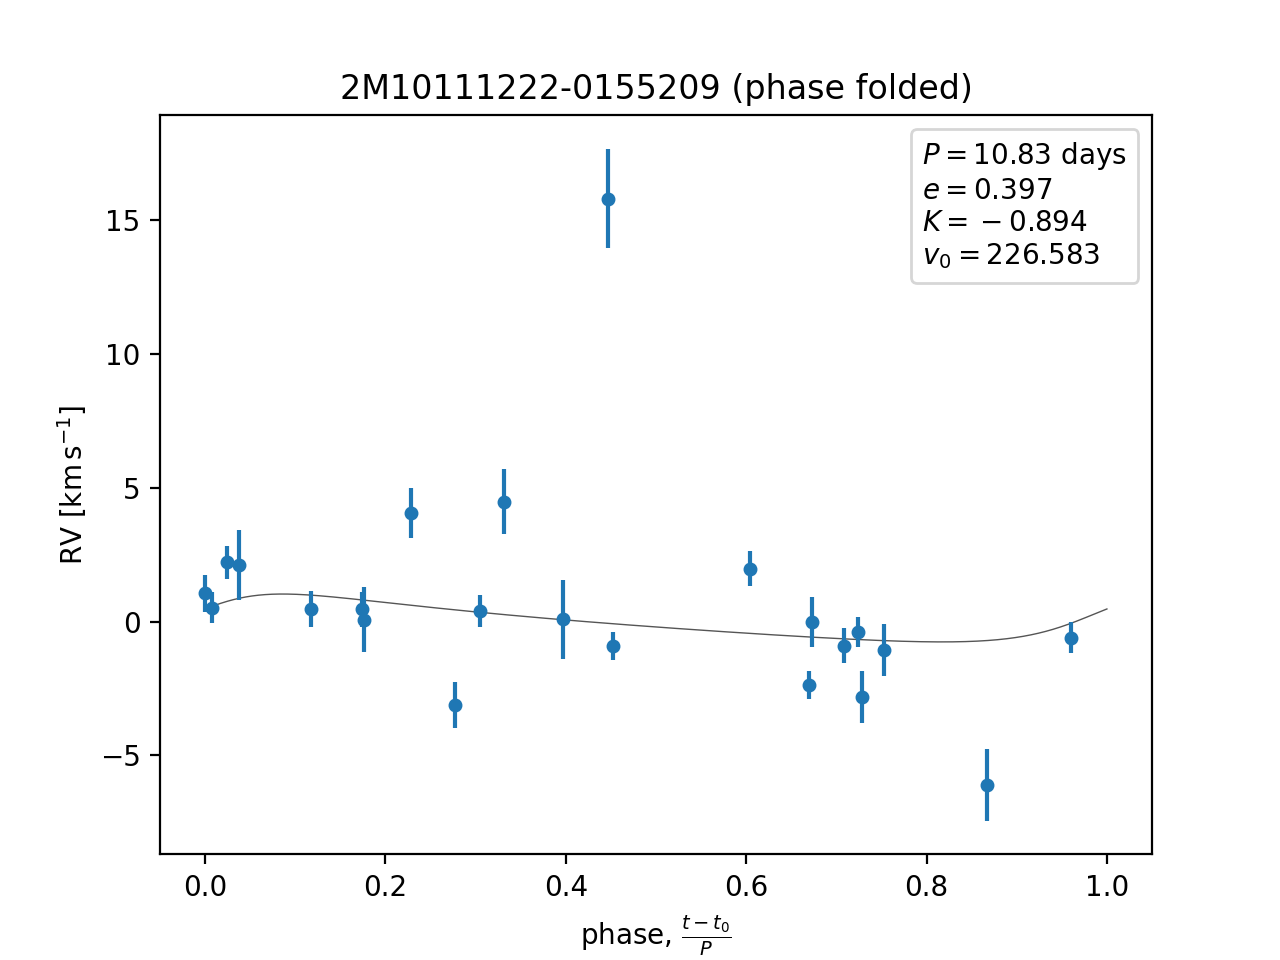 2M10111222-0155209 (phase folded)
P = 10.83 days
e = 0.397
K = −0.894
v₀ = 226.583
15
10
5
0
−5
RV [km s⁻¹]
0.0 0.2 0.4 0.6 0.8 1.0
phase, (t − t₀)/P